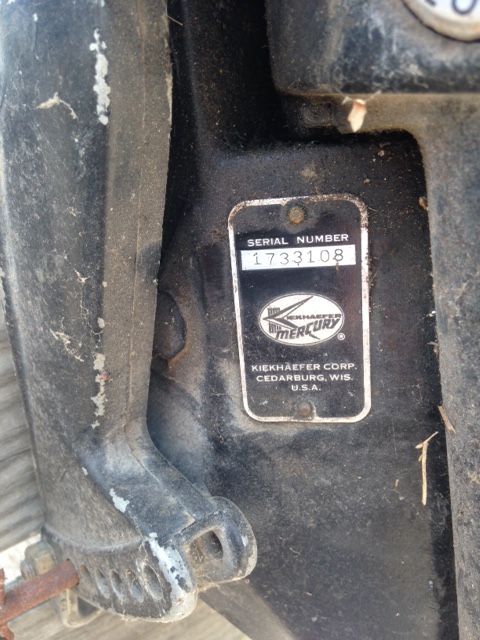 SERIAL NUMBER
1733108
KIEKHAEFER
MERCURY
®
KIEKHAEFER CORP.
CEDARBURG, WIS.
U.S.A.